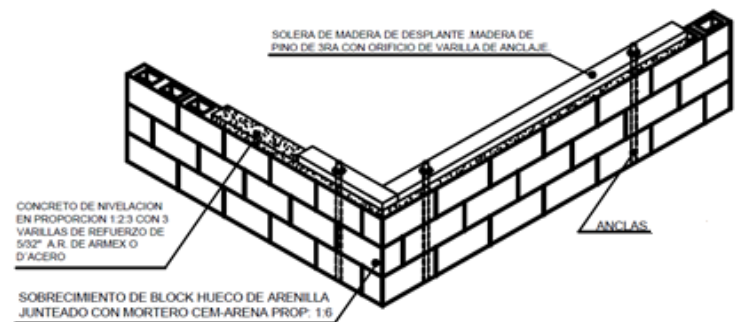 SOLERA DE MADERA DE DESPLANTE .MADERA DE
PINO DE 3RA CON ORIFICIO DE VARILLA DE ANCLAJE
CONCRETO DE NIVELACION
EN PROPORCION 1:2:3 CON 3
VARILLAS DE REFUERZO DE
5/32" A.R. DE ARMEX O
D'ACERO
ANCLAS
SOBRECIMIENTO DE BLOCK HUECO DE ARENILLA
JUNTEADO CON MORTERO CEM-ARENA PROP: 1:6